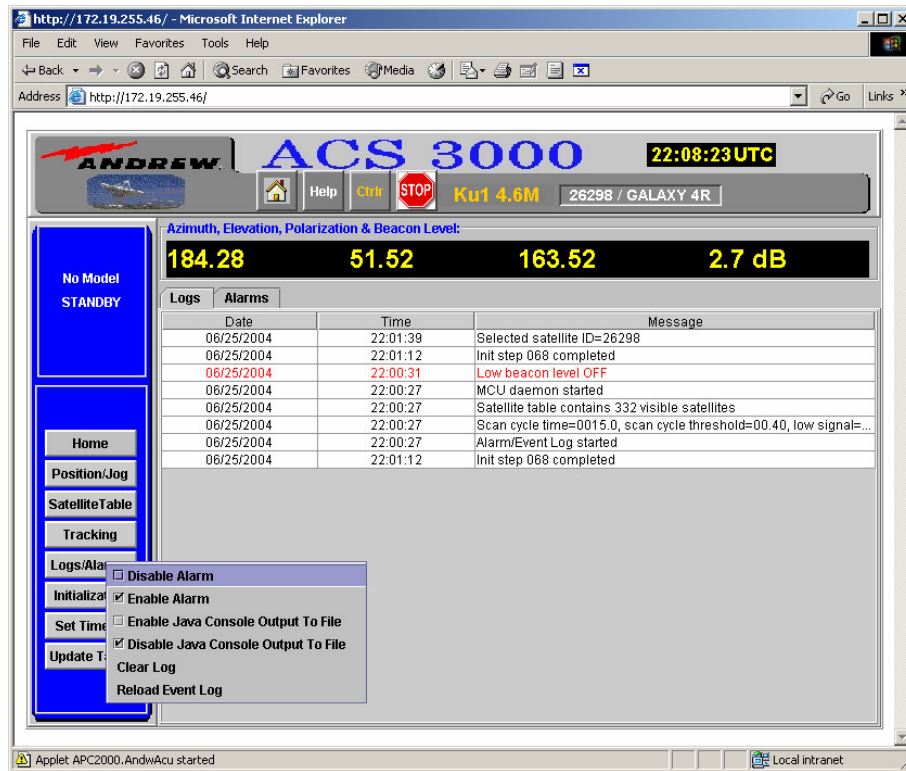 http://172.19.255.46/ - Microsoft Internet Explorer
File Edit View Favorites Tools Help
Back Search Favorites Media
Address http://172.19.255.46/ Go Links
ANDREW. ACS 3000 22:08:23UTC
Help Ctrlr STOP Ku1 4.6M 26298 / GALAXY 4R
Azimuth, Elevation, Polarization & Beacon Level:
184.28 51.52 163.52 2.7 dB
No Model
STANDBY
Logs Alarms
Date Time Message
06/25/2004 22:01:39 Selected satellite ID=26298
06/25/2004 22:01:12 Init step 068 completed
06/25/2004 22:00:31 Low beacon level OFF
06/25/2004 22:00:27 MCU daemon started
06/25/2004 22:00:27 Satellite table contains 332 visible satellites
06/25/2004 22:00:27 Scan cycle time=0015.0, scan cycle threshold=00.40, low signal=...
06/25/2004 22:00:27 Alarm/Event Log started
06/25/2004 22:01:12 Init step 068 completed
Home
Position/Jog
SatelliteTable
Tracking
Logs/Ala
Initializa
Set Time
Update T
Disable Alarm
Enable Alarm
Enable Java Console Output To File
Disable Java Console Output To File
Clear Log
Reload Event Log
Applet APC2000.AndwAcu started Local intranet